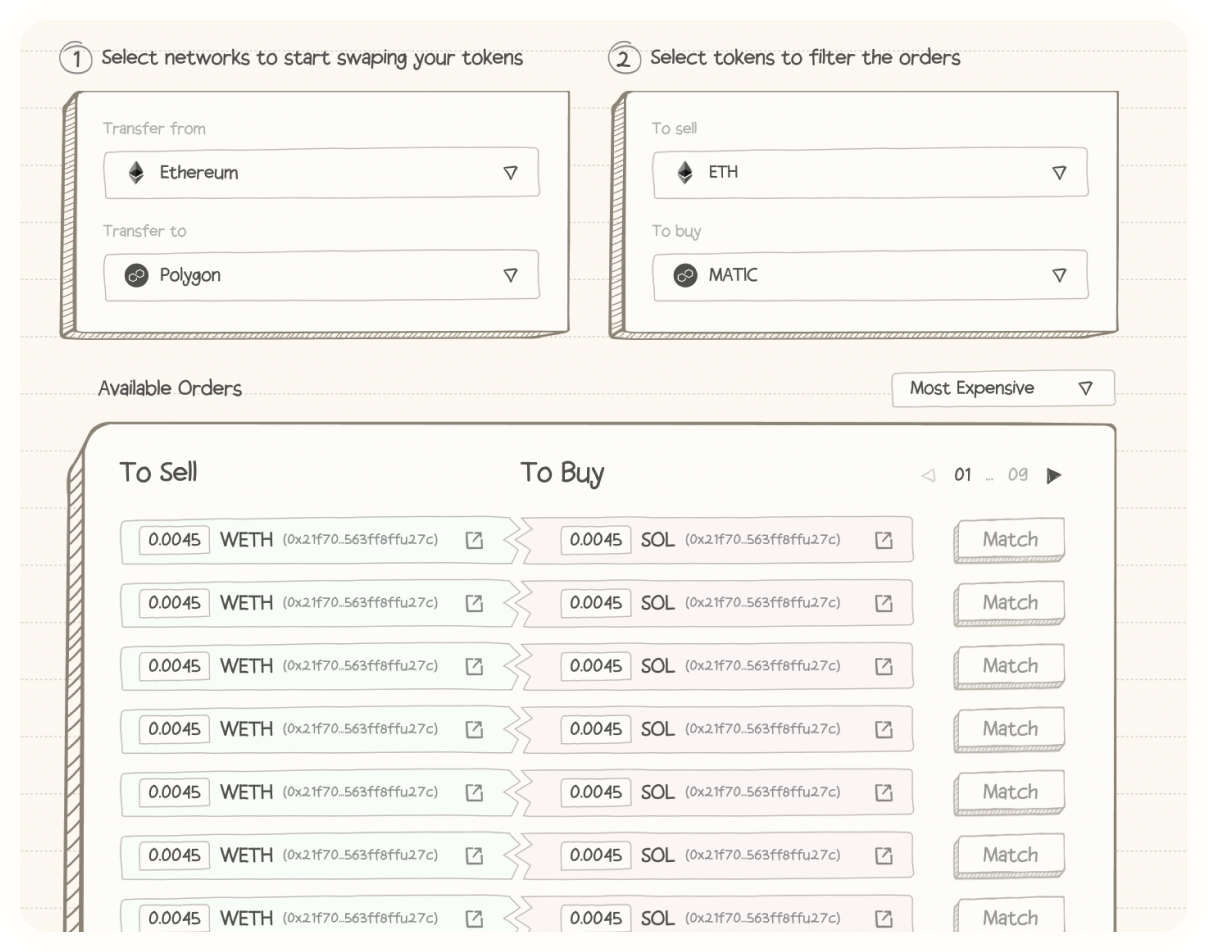 1 Select networks to start swaping your tokens
Transfer from
Ethereum
Transfer to
Polygon
2 Select tokens to filter the orders
To sell
ETH
To buy
MATIC
Available Orders
Most Expensive
To Sell To Buy 01 ... 09
0.0045 WETH (0x21f70...563ff8ffu27c) 0.0045 SOL (0x21f70...563ff8ffu27c) Match
0.0045 WETH (0x21f70...563ff8ffu27c) 0.0045 SOL (0x21f70...563ff8ffu27c) Match
0.0045 WETH (0x21f70...563ff8ffu27c) 0.0045 SOL (0x21f70...563ff8ffu27c) Match
0.0045 WETH (0x21f70...563ff8ffu27c) 0.0045 SOL (0x21f70...563ff8ffu27c) Match
0.0045 WETH (0x21f70...563ff8ffu27c) 0.0045 SOL (0x21f70...563ff8ffu27c) Match
0.0045 WETH (0x21f70...563ff8ffu27c) 0.0045 SOL (0x21f70...563ff8ffu27c) Match
0.0045 WETH (0x21f70...563ff8ffu27c) 0.0045 SOL (0x21f70...563ff8ffu27c) Match